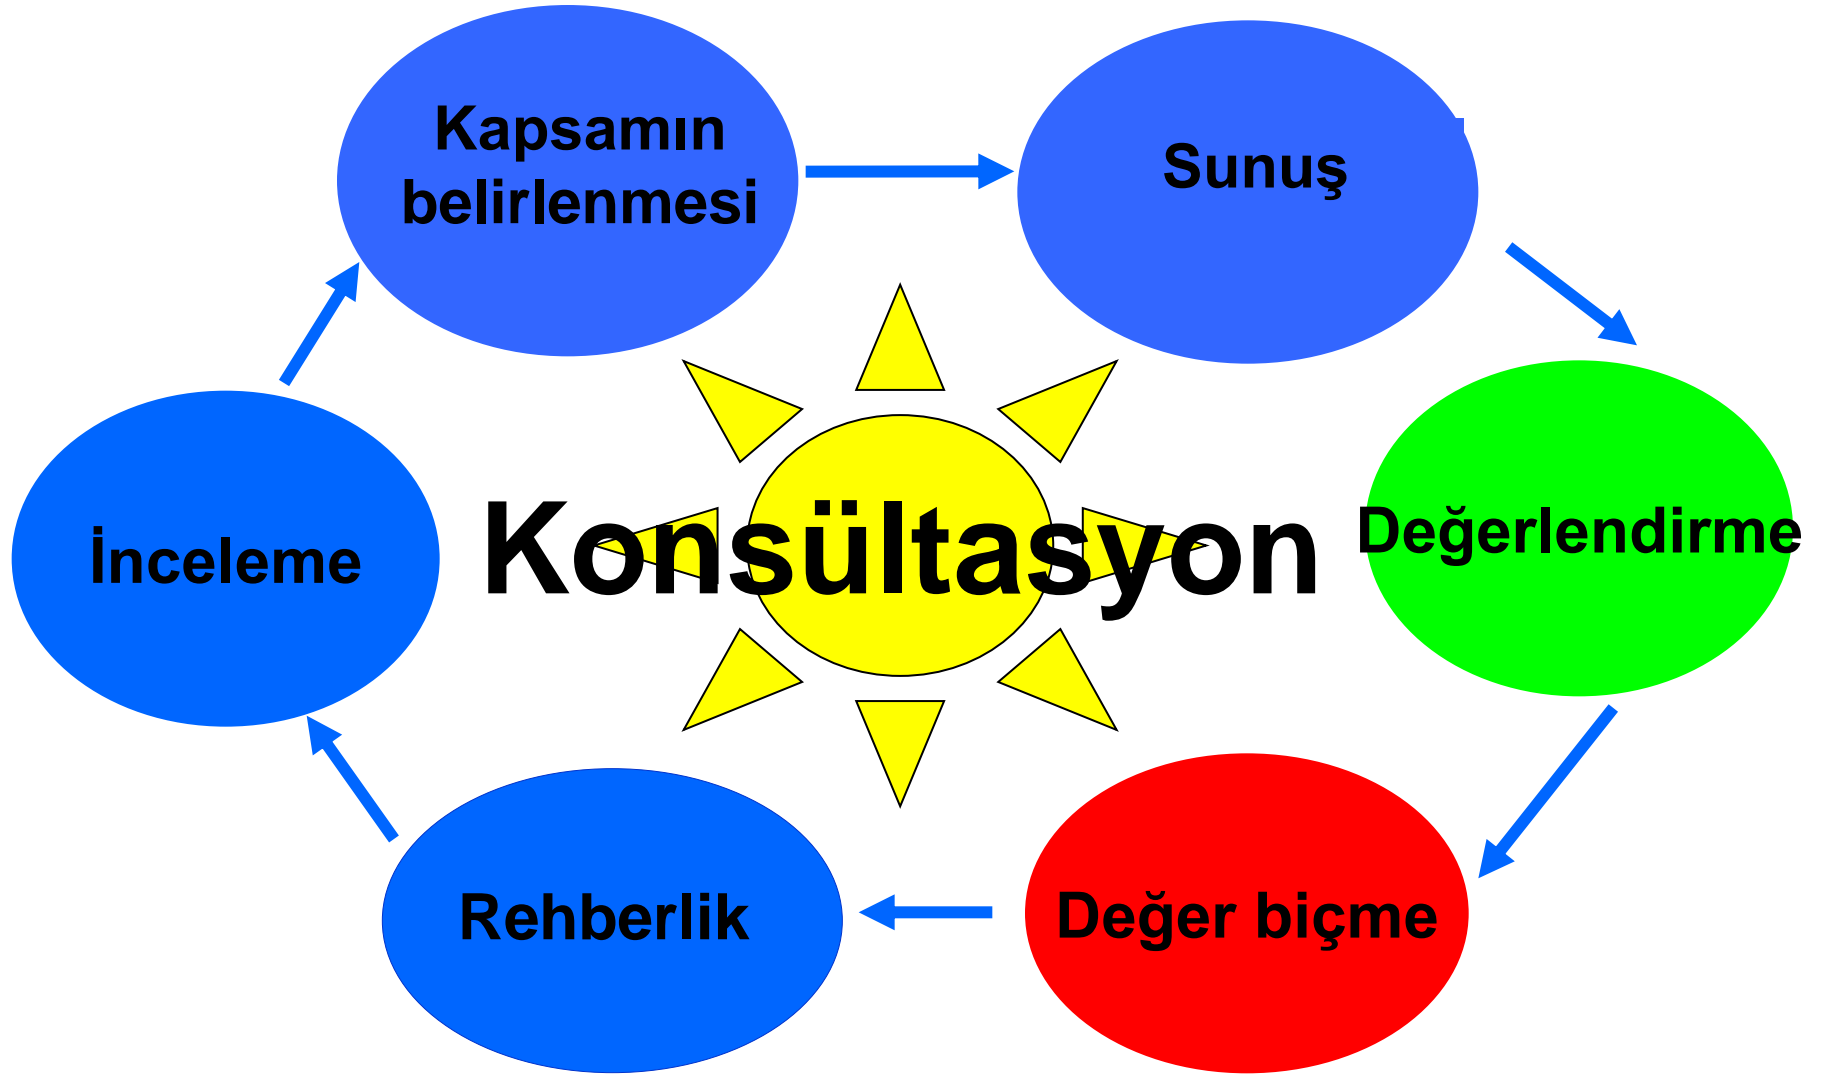 Kapsamın
belirlenmesi
Sunuş
Değerlendirme
Konsültasyon
İnceleme
Rehberlik
Değer biçme